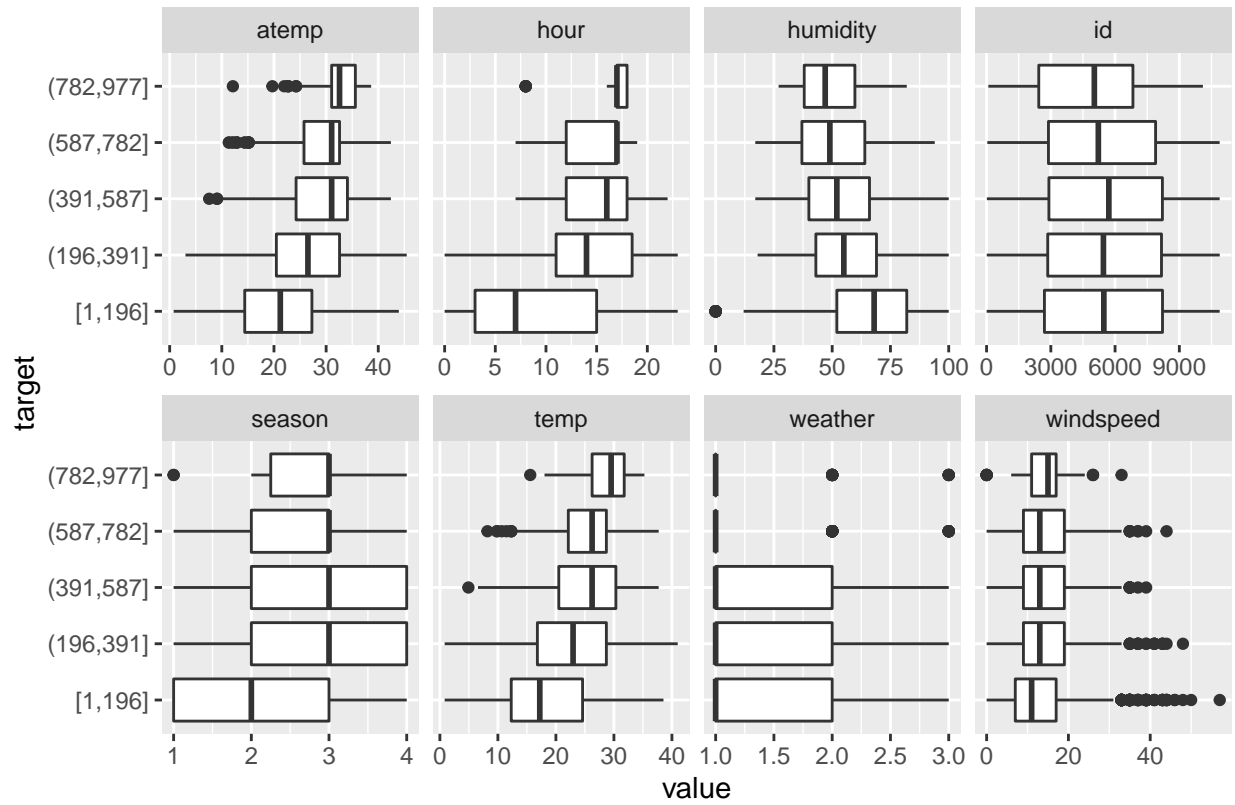 atemp hour humidity id
(782,977]
(587,782]
(391,587]
(196,391]
[1,196]
0 10 20 30 40 0 5 10 15 20 0 25 50 75 100 0 3000 6000 9000
target
season temp weather windspeed
(782,977]
(587,782]
(391,587]
(196,391]
[1,196]
1 2 3 4 0 10 20 30 40 1.0 1.5 2.0 2.5 3.0 0 20 40
value